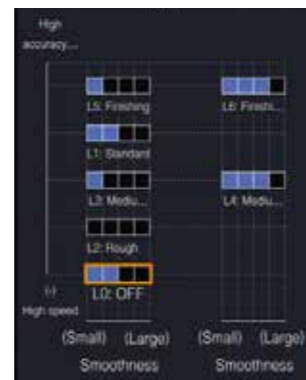 High
accuracy...
L5: Finishing
L6: Finishi...
L1: Standard
L3: Mediu...
L4: Mediu...
L2: Rough
(-)
L0: OFF
High speed
(Small) (Large) (Small) (Large)
Smoothness Smoothness